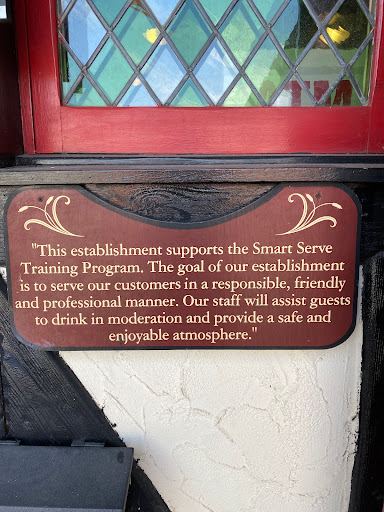 "This establishment supports the Smart Serve
Training Program. The goal of our establishment
is to serve our customers in a responsible, friendly
and professional manner. Our staff will assist guests
to drink in moderation and provide a safe and
enjoyable atmosphere."